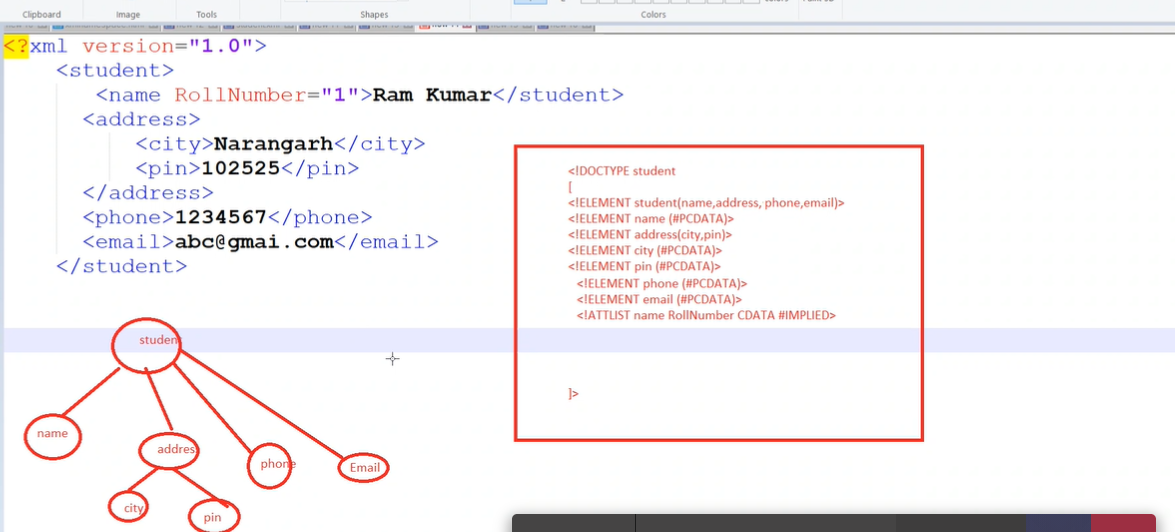 Clipboard Image Tools Shapes Colors
<?xml version="1.0">
<student>
<name RollNumber="1">Ram Kumar</student>
<address>
<city>Narangarh</city>
<pin>102525</pin>
</address>
<phone>1234567</phone>
<email>abc@gmai.com</email>
</student>
<!DOCTYPE student
[
<!ELEMENT student(name,address, phone,email)>
<!ELEMENT name (#PCDATA)>
<!ELEMENT address(city,pin)>
<!ELEMENT city (#PCDATA)>
<!ELEMENT pin (#PCDATA)>
<!ELEMENT phone (#PCDATA)>
<!ELEMENT email (#PCDATA)>
<!ATTLIST name RollNumber CDATA #IMPLIED>
]>
student
name
addres
phone
Email
city
pin